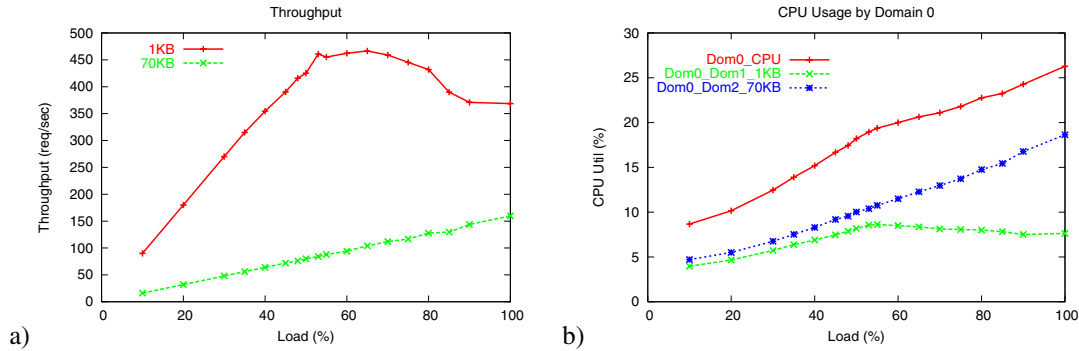 Throughput
500
450
400
350
300
250
200
150
100
50
0
Throughput (req/sec)
1KB
70KB
0 20 40 60 80 100
Load (%)
a)
CPU Usage by Domain 0
30
25
20
15
10
5
0
CPU Util (%)
Dom0_CPU
Dom0_Dom1_1KB
Dom0_Dom2_70KB
0 20 40 60 80 100
Load (%)
b)